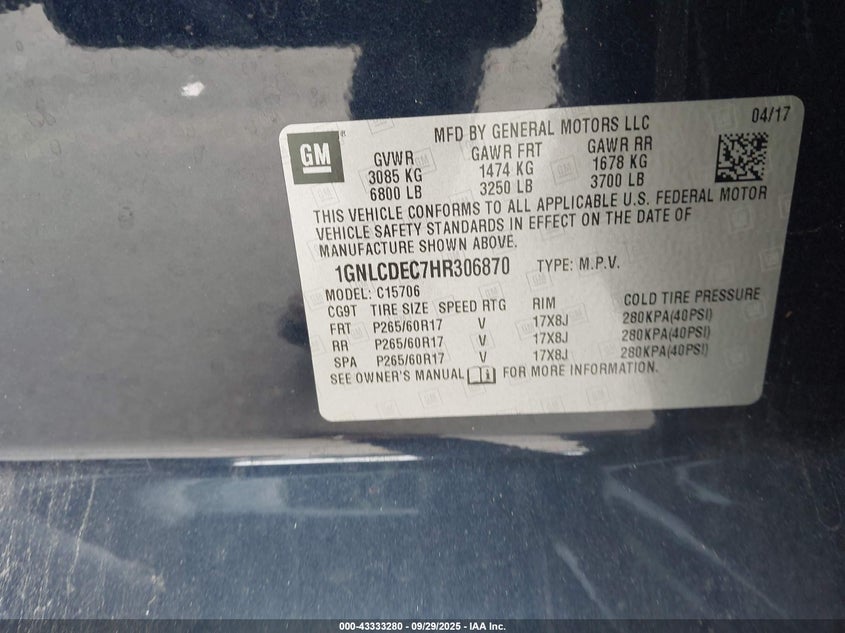 04/17
GM
MFD BY GENERAL MOTORS LLC
GVWR GAWR FRT GAWR RR
3085 KG 1474 KG 1678 KG
6800 LB 3250 LB 3700 LB
THIS VEHICLE CONFORMS TO ALL APPLICABLE U.S. FEDERAL MOTOR
VEHICLE SAFETY STANDARDS IN EFFECT ON THE DATE OF
MANUFACTURE SHOWN ABOVE.
1GNLCDEC7HR306870 TYPE: M.P.V.
MODEL: C15706
CG9T TIRE SIZE SPEED RTG RIM COLD TIRE PRESSURE
FRT P265/60R17 V 17X8J 280KPA(40PSI)
RR P265/60R17 V 17X8J 280KPA(40PSI)
SPA P265/60R17 V 17X8J 280KPA(40PSI)
SEE OWNER'S MANUAL FOR MORE INFORMATION.
000-43333280 - 09/29/2025 - IAA Inc.